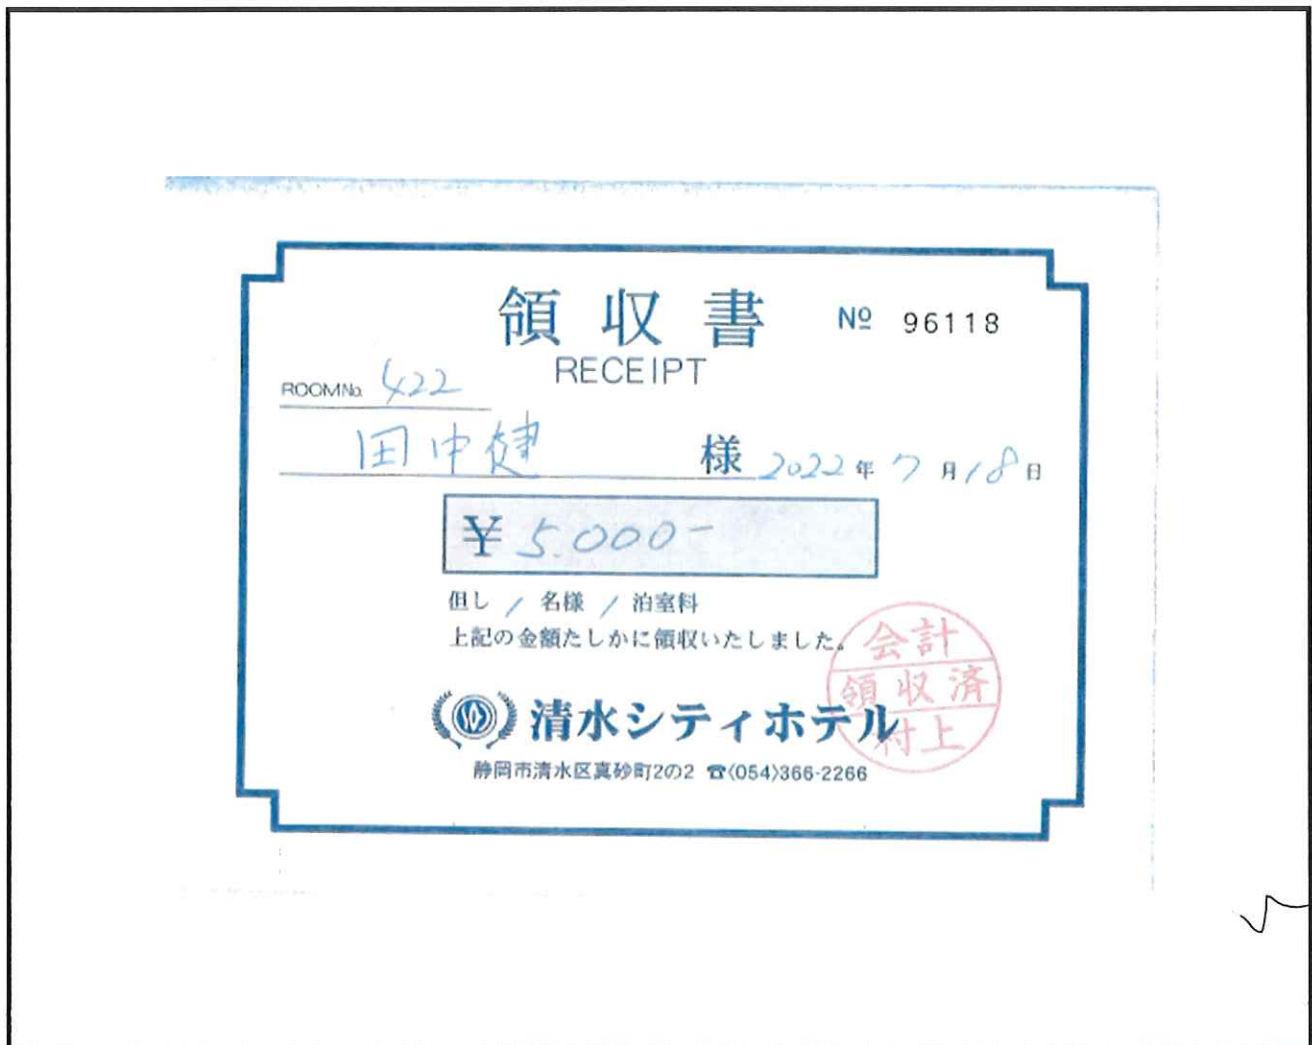 領収書 № 96118
RECEIPT
ROOM№ 422
田中健 様 2022年7月18日
¥5.000-
但し / 名様 / 泊室料
上記の金額たしかに領収いたしました。
会計
領収済
村上
清水シティホテル
静岡市清水区真砂町2の2 ☎(054)366-2266